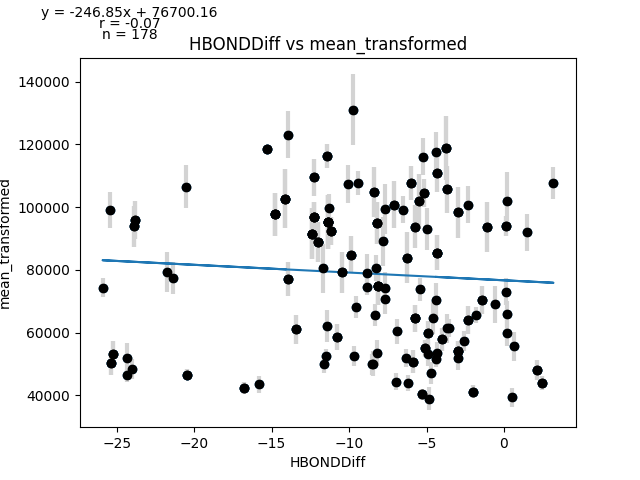 y = -246.85x + 76700.16
r = -0.07
n = 178
HBONDDiff vs mean_transformed
140000
120000
100000
80000
60000
40000
mean_transformed
−25
−20
−15
−10
−5
0
HBONDDiff